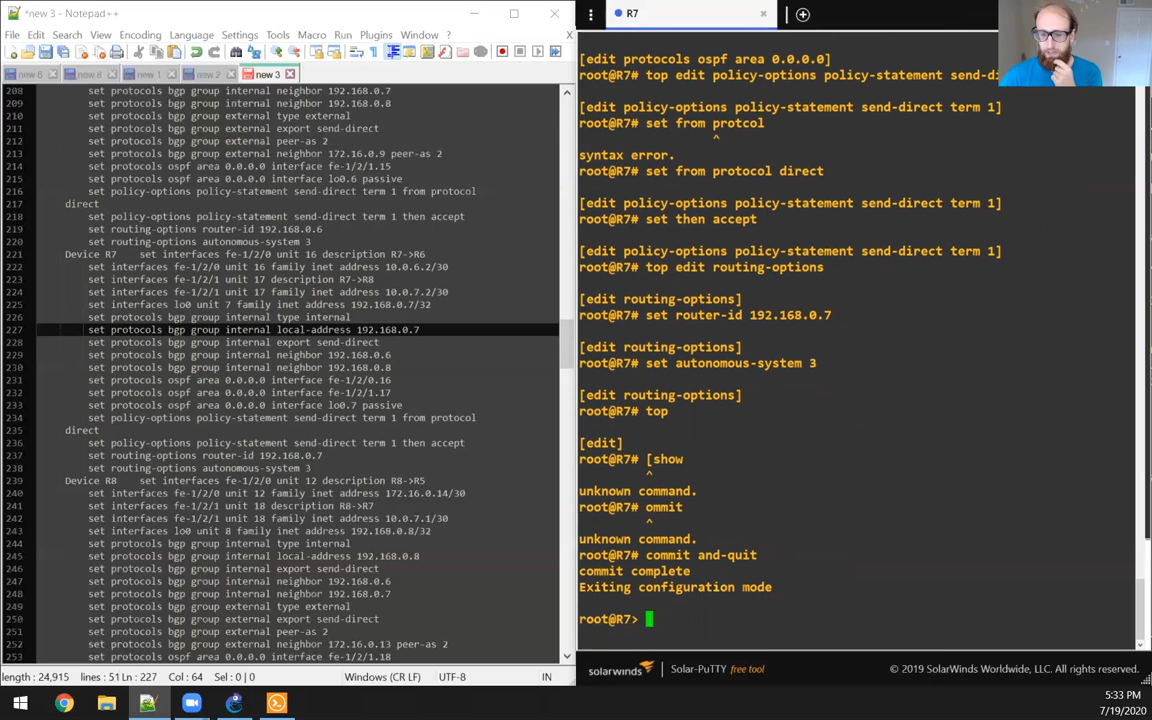 *new 3 - Notepad++
File Edit Search View Encoding Language Settings Tools Macro Run Plugins Window ?
new 6 new 8 new 1 new 2 new 3
208 set protocols bgp group internal neighbor 192.168.0.7
209 set protocols bgp group internal neighbor 192.168.0.8
210 set protocols bgp group external type external
211 set protocols bgp group external export send-direct
212 set protocols bgp group external peer-as 2
213 set protocols bgp group external neighbor 172.16.0.9 peer-as 2
214 set protocols ospf area 0.0.0.0 interface fe-1/2/1.15
215 set protocols ospf area 0.0.0.0 interface lo0.6 passive
216 set policy-options policy-statement send-direct term 1 from protocol
217 direct
218 set policy-options policy-statement send-direct term 1 then accept
219 set routing-options router-id 192.168.0.6
220 set routing-options autonomous-system 3
221 Device R7 set interfaces fe-1/2/0 unit 16 description R7->R6
222 set interfaces fe-1/2/0 unit 16 family inet address 10.0.6.2/30
223 set interfaces fe-1/2/1 unit 17 description R7->R8
224 set interfaces fe-1/2/1 unit 17 family inet address 10.0.7.2/30
225 set interfaces lo0 unit 7 family inet address 192.168.0.7/32
226 set protocols bgp group internal type internal
227 set protocols bgp group internal local-address 192.168.0.7
228 set protocols bgp group internal export send-direct
229 set protocols bgp group internal neighbor 192.168.0.6
230 set protocols bgp group internal neighbor 192.168.0.8
231 set protocols ospf area 0.0.0.0 interface fe-1/2/0.16
232 set protocols ospf area 0.0.0.0 interface fe-1/2/1.17
233 set protocols ospf area 0.0.0.0 interface lo0.7 passive
234 set policy-options policy-statement send-direct term 1 from protocol
235 direct
236 set policy-options policy-statement send-direct term 1 then accept
237 set routing-options router-id 192.168.0.7
238 set routing-options autonomous-system 3
239 Device R8 set interfaces fe-1/2/0 unit 12 description R8->R5
240 set interfaces fe-1/2/0 unit 12 family inet address 172.16.0.14/30
241 set interfaces fe-1/2/1 unit 18 description R8->R7
242 set interfaces fe-1/2/1 unit 18 family inet address 10.0.7.1/30
243 set interfaces lo0 unit 8 family inet address 192.168.0.8/32
244 set protocols bgp group internal type internal
245 set protocols bgp group internal local-address 192.168.0.8
246 set protocols bgp group internal export send-direct
247 set protocols bgp group internal neighbor 192.168.0.6
248 set protocols bgp group internal neighbor 192.168.0.7
249 set protocols bgp group external type external
250 set protocols bgp group external export send-direct
251 set protocols bgp group external peer-as 2
252 set protocols bgp group external neighbor 172.16.0.13 peer-as 2
253 set protocols ospf area 0.0.0.0 interface fe-1/2/1.18
length : 24,915 lines : 51 Ln : 227 Col : 64 Sel : 0 | 0 Windows (CR LF) UTF-8 IN
R7
[edit protocols ospf area 0.0.0.0]
root@R7# top edit policy-options policy-statement send-di
[edit policy-options policy-statement send-direct term 1]
root@R7# set from protcol
^
syntax error.
root@R7# set from protocol direct
[edit policy-options policy-statement send-direct term 1]
root@R7# set then accept
[edit policy-options policy-statement send-direct term 1]
root@R7# top edit routing-options
[edit routing-options]
root@R7# set router-id 192.168.0.7
[edit routing-options]
root@R7# set autonomous-system 3
[edit routing-options]
root@R7# top
[edit]
root@R7# [show
^
unknown command.
root@R7# ommit
^
unknown command.
root@R7# commit and-quit
commit complete
Exiting configuration mode
root@R7>
solarwinds Solar-PuTTY free tool © 2019 SolarWinds Worldwide, LLC. All rights reserved.
5:33 PM
7/19/2020